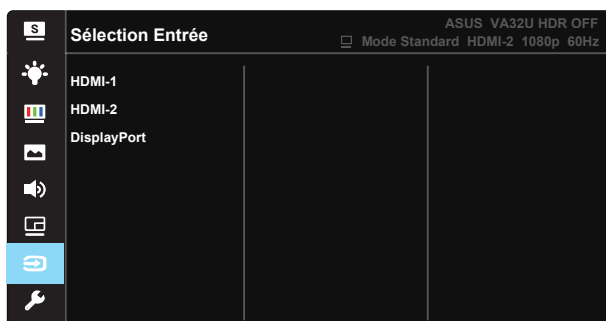 S
Sélection Entrée
ASUS VA32U HDR OFF
Mode Standard HDMI-2 1080p 60Hz
HDMI-1
HDMI-2
DisplayPort